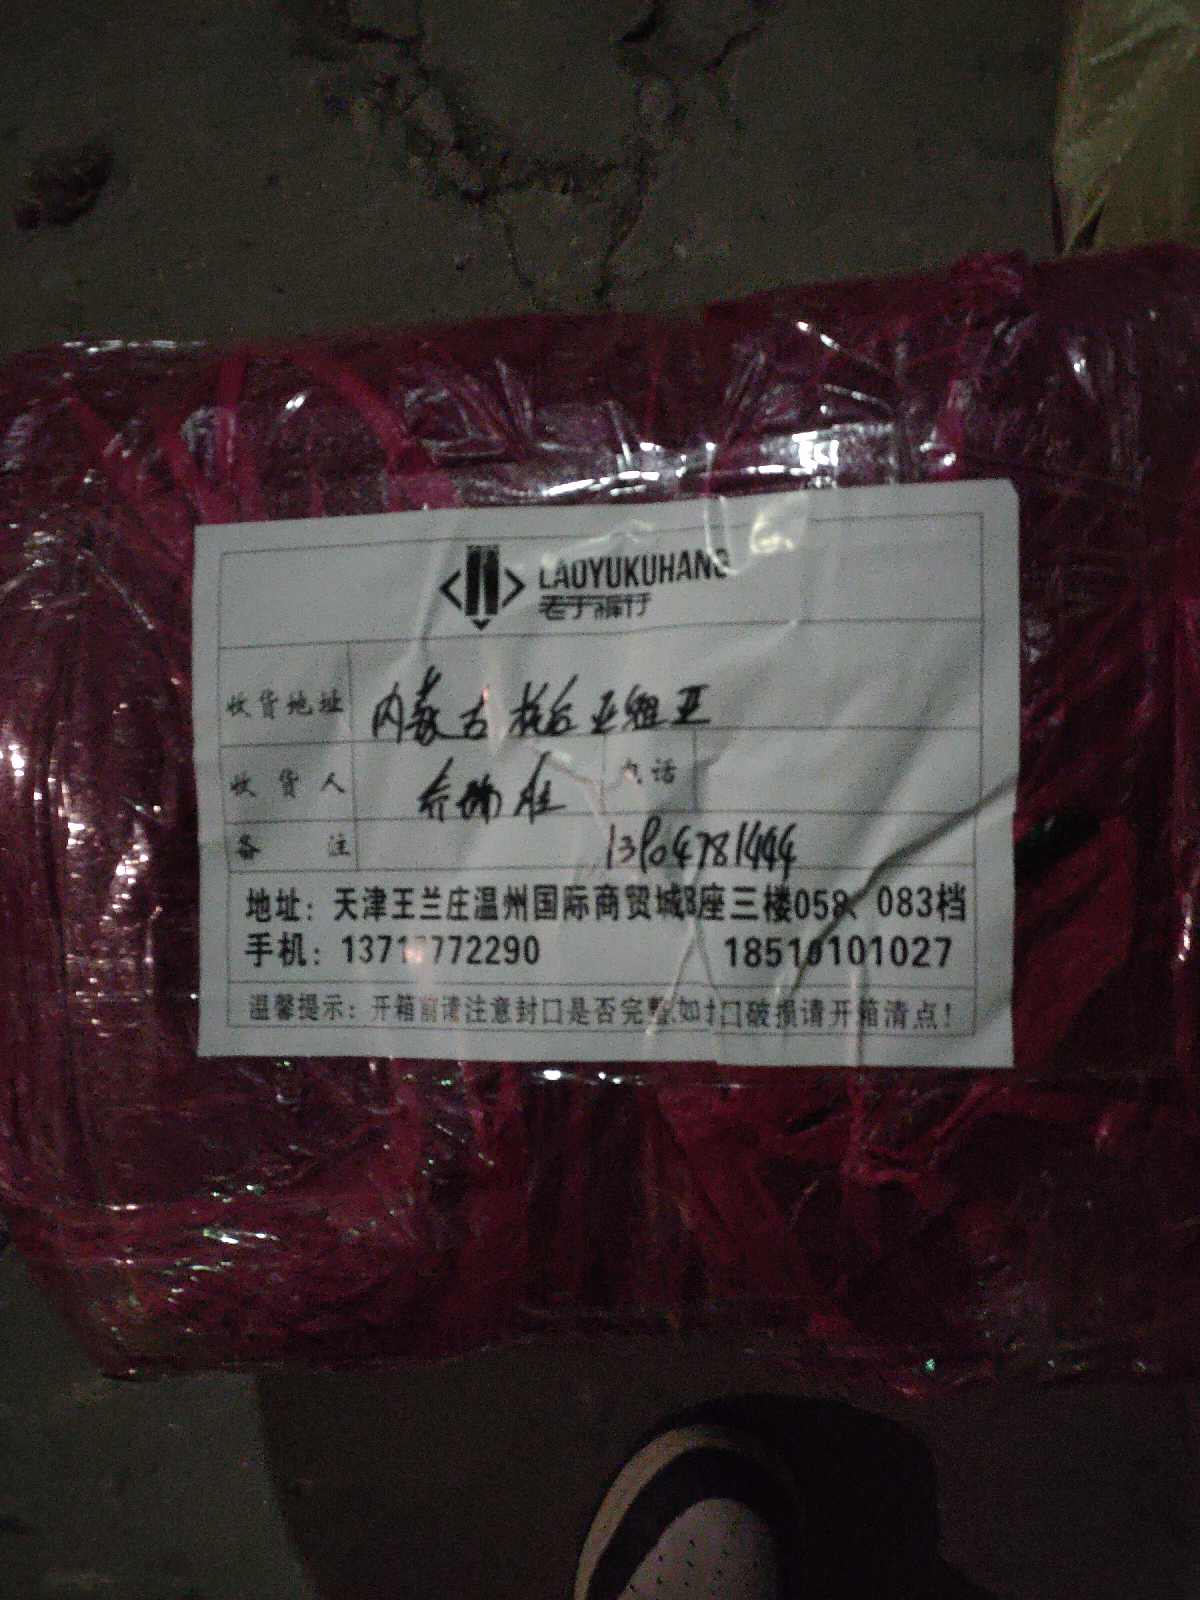 LAOYUKUHANG
老于裤行
收货地址 内蒙古
收货人 电话
备注 13904781444
地址：天津王兰庄温州国际商贸城B座三楼058、083档
手机：13717772290 18510101027
温馨提示：开箱前请注意封口是否完整,如封口破损请开箱清点！